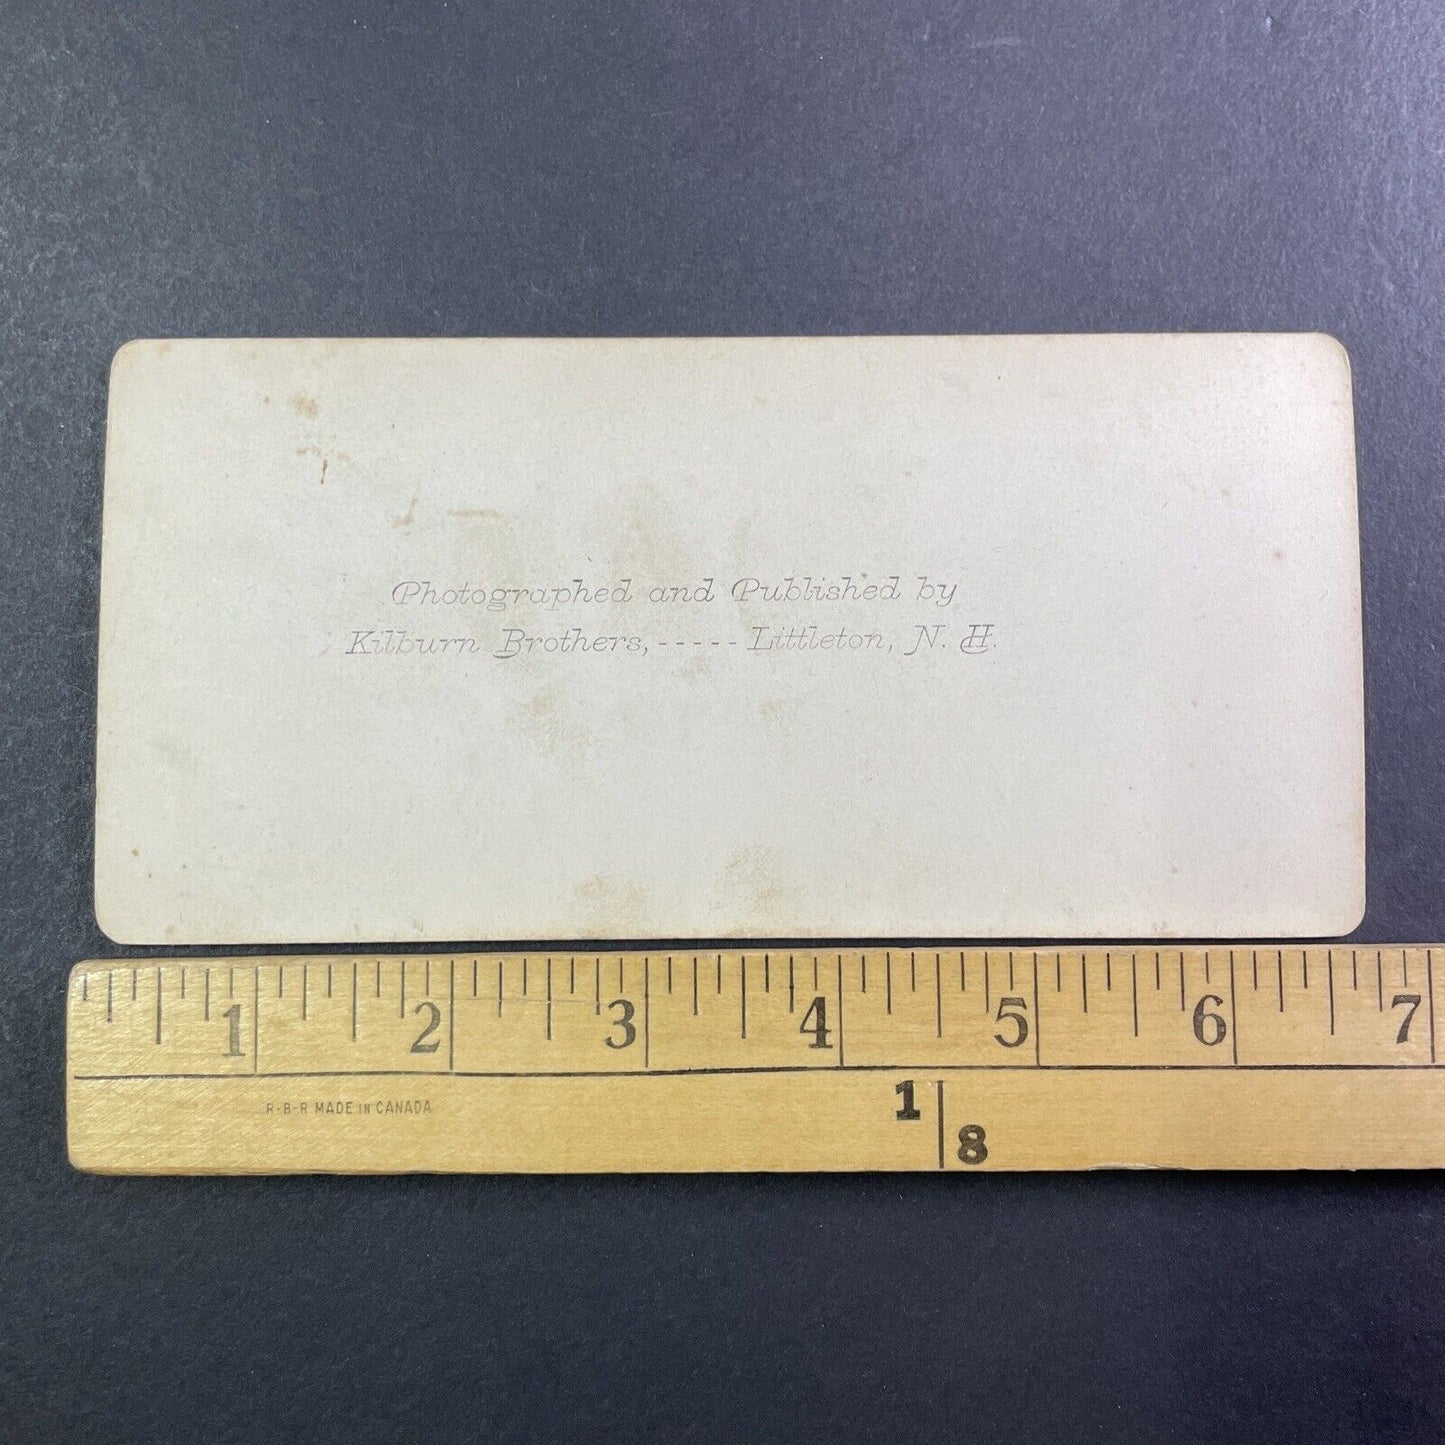 Photographed and Published by
Kilburn Brothers, ----- Littleton, N. H.
1 2 3 4 5 6 7
R-B-R MADE IN CANADA
1
8